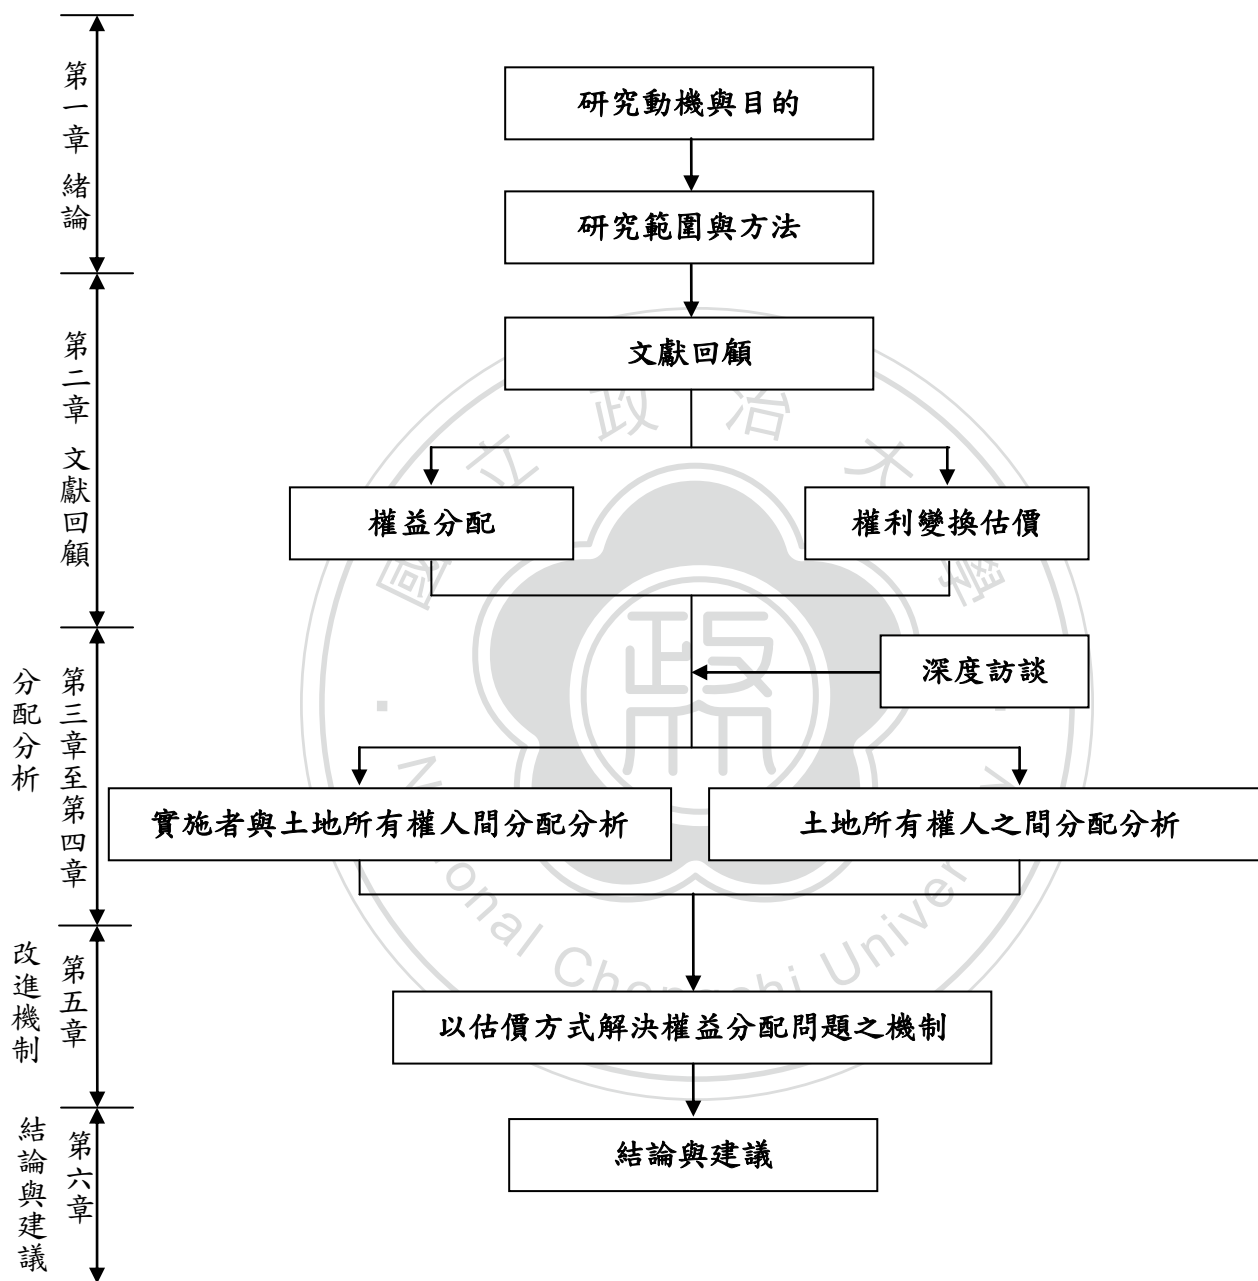 第一章 緒論
研究動機與目的
研究範圍與方法
第二章 文獻回顧
文獻回顧
權益分配
權利變換估價
第三章至第四章
分配分析
深度訪談
實施者與土地所有權人間分配分析
土地所有權人之間分配分析
第五章
改進機制
以估價方式解決權益分配問題之機制
第六章
結論與建議
結論與建議
國立政治大學
政